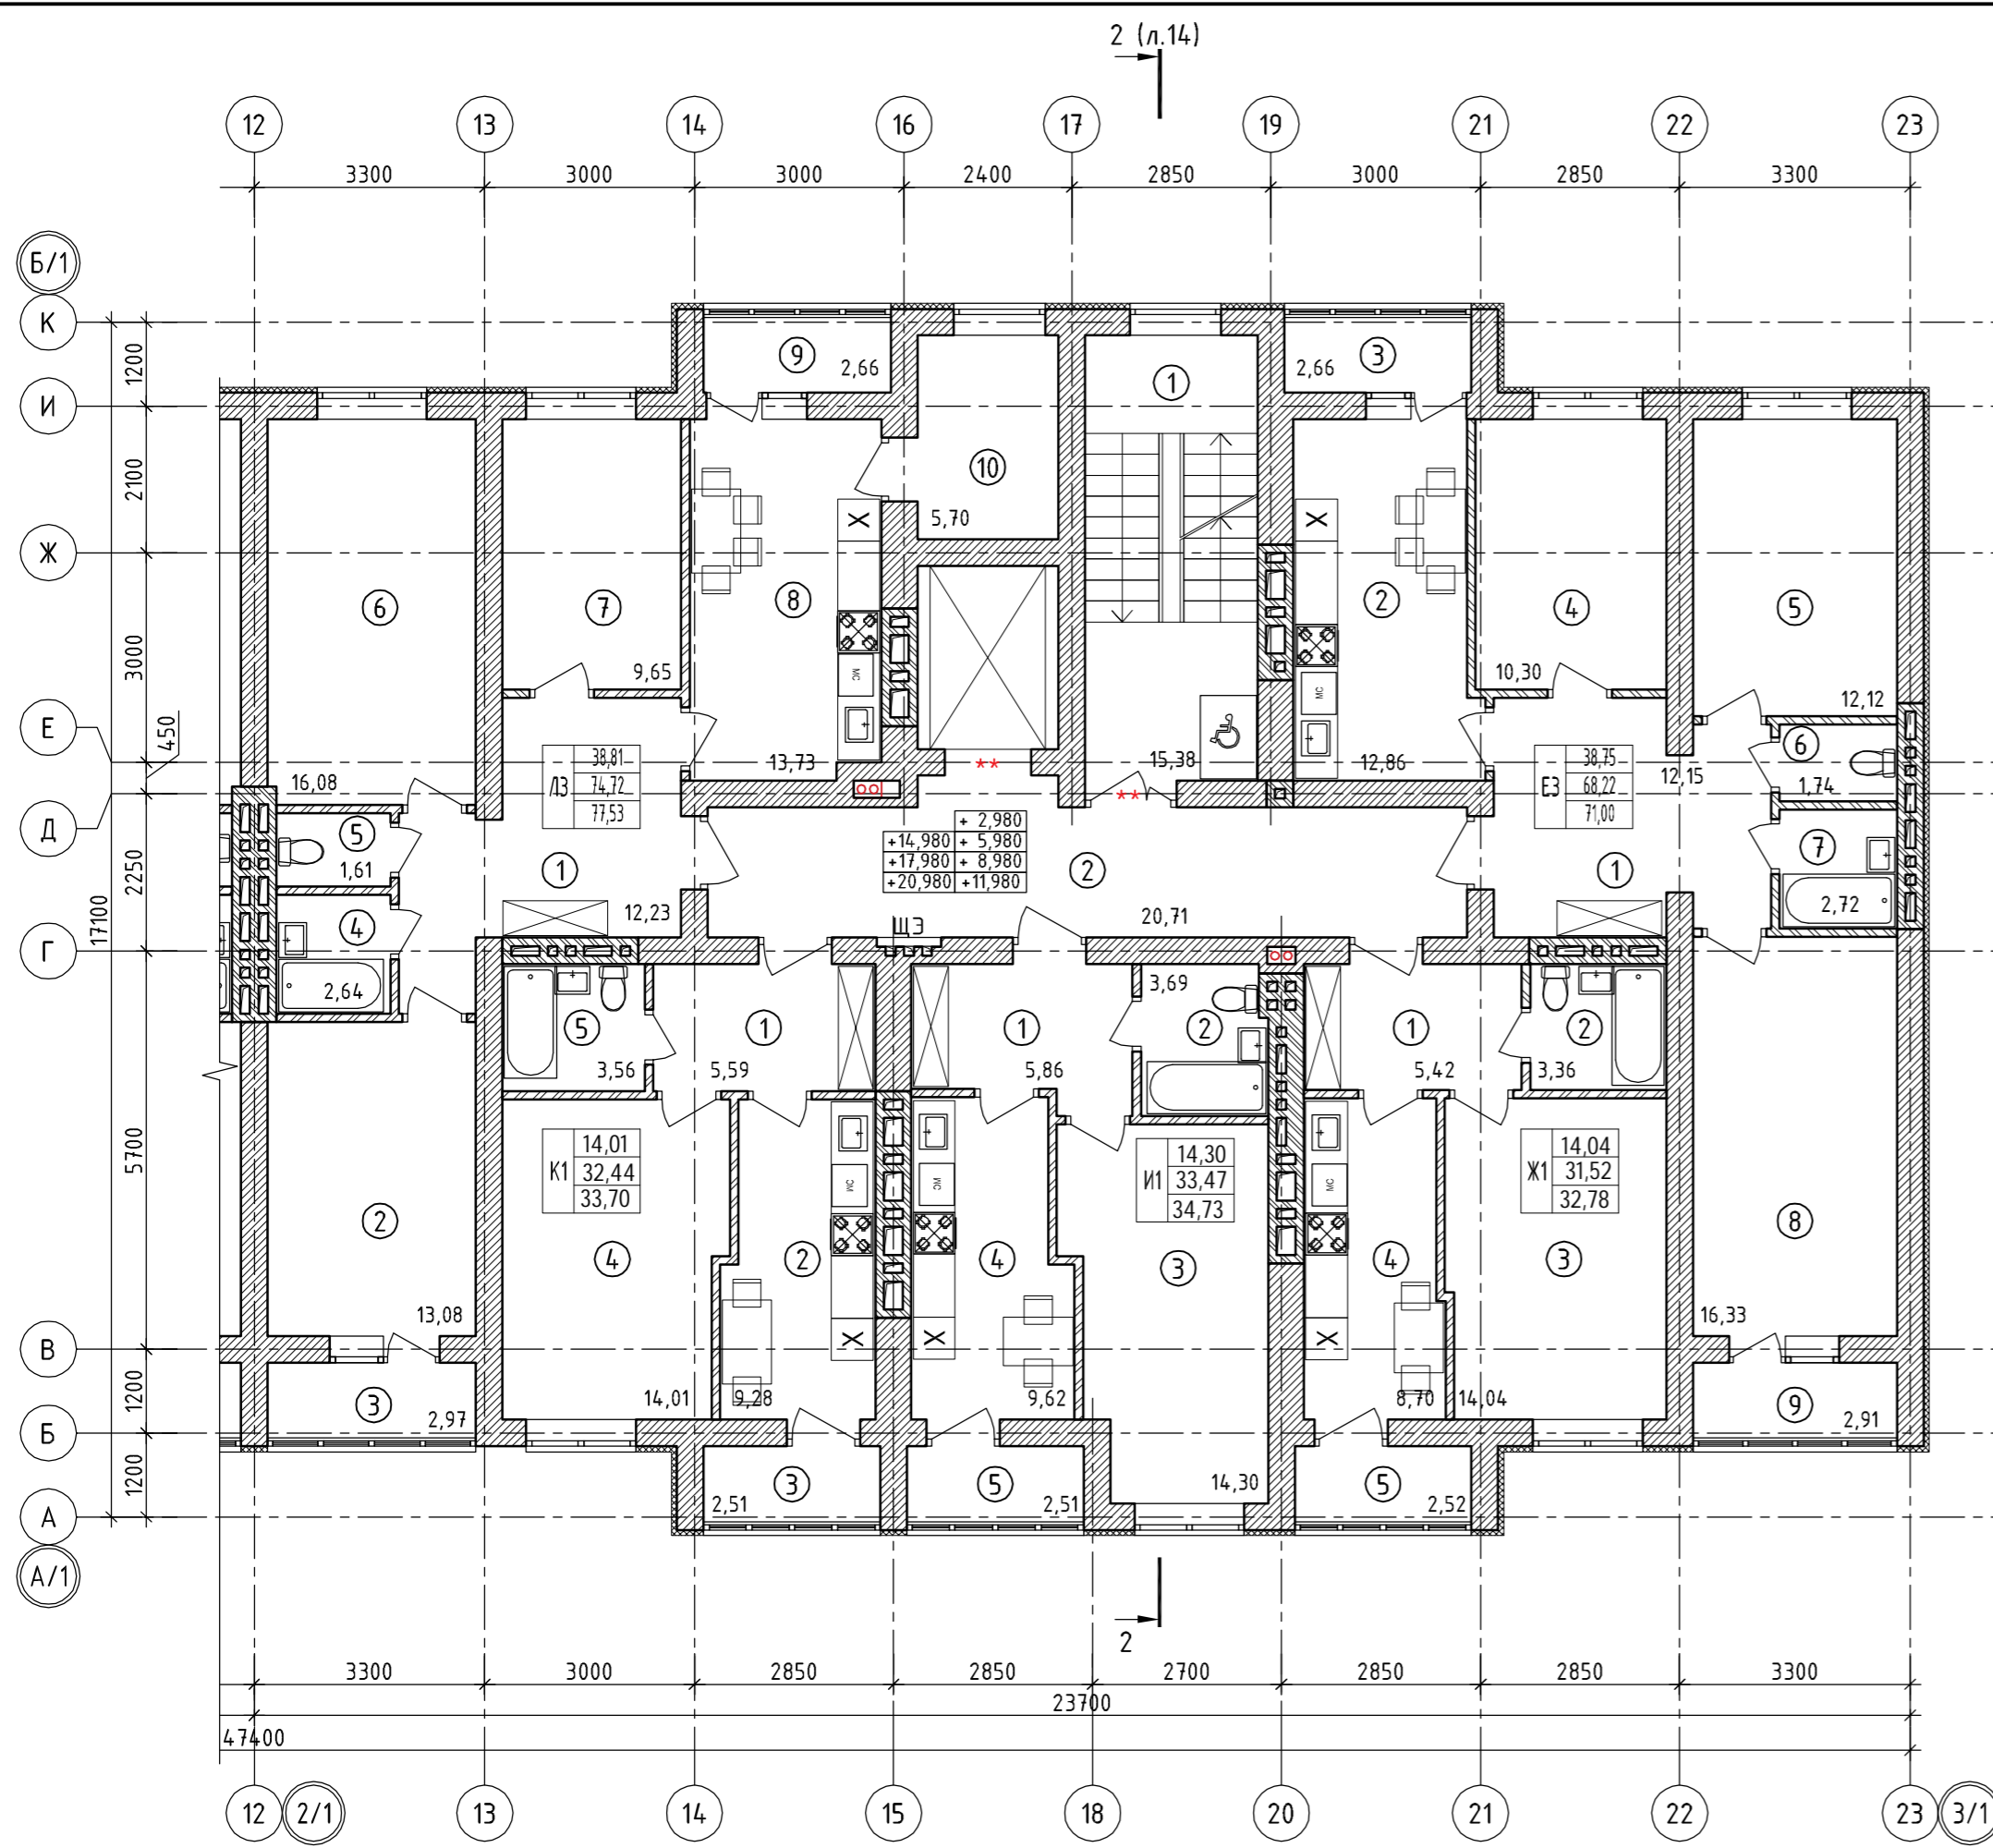 2 (л.14)
12 13 14 16 17 19 21 22 23
3300 3000 3000 2400 2850 3000 2850 3300
Б/1
К
1200
9 2,66 1 3 2,66
И
2100
10
5,70
X X
Ж
6 7 8 2 4 5
3000
9,65 МС 10,30 МС 12,12
Е
450
16,08 13,73 ** 15,38 12,86 12,15 6
38,81
ЛЗ 74,72
77,53
38,75
ЕЗ 68,22
71,00
**
1,74
Д
+ 2,980
+14,980 + 5,980
+17,980 + 8,980
+20,980 +11,980
5 1,61 1 2 1 7
2250
17100
4 12,23 ЩЭ 20,71 2,72
Г
2,64
3,69
5 1 1 2 1 2
3,56 5,59 5,86 5,42 3,36
5700
14,01
К1 32,44
33,70
14,30
И1 33,47
34,73
14,04
Ж1 31,52
32,78
МС МС МС
2 4 2 4 3 4 3 8
13,08 16,33
X X X
В
1200
3 2,97 14,01 9,28 9,62 8,70 14,04 9 2,91
Б
1200
3 5 14,30 5
2,51 2,51 2,52
А
А/1
2
3300 3000 2850 2850 2700 2850 2850 3300
23700
47400
12 2/1 13 14 15 18 20 21 22 23 3/1